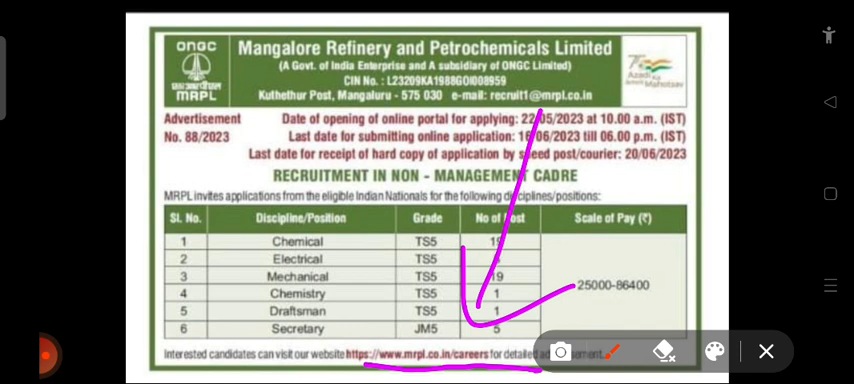 ONGC
MRPL
Mangalore Refinery and Petrochemicals Limited
(A Govt. of India Enterprise and A subsidiary of ONGC Limited)
CIN No. : L23209KA1988GOI008959
Kuthethur Post, Mangaluru - 575 030 e-mail: recruit1@mrpl.co.in
Azadi Ka
Amrit Mahotsav
Advertisement
No. 88/2023
Date of opening of online portal for applying: 22/05/2023 at 10.00 a.m. (IST)
Last date for submitting online application: 16/06/2023 till 06.00 p.m. (IST)
Last date for receipt of hard copy of application by speed post/courier: 20/06/2023
RECRUITMENT IN NON - MANAGEMENT CADRE
MRPL invites applications from the eligible Indian Nationals for the following disciplines/positions:
Sl. No. Discipline/Position Grade No of Post Scale of Pay (₹)
1 Chemical TS5
2 Electrical TS5
3 Mechanical TS5 19
4 Chemistry TS5 1
5 Draftsman TS5 1
6 Secretary JM5 5
25000-86400
Interested candidates can visit our website https://www.mrpl.co.in/careers for detailed